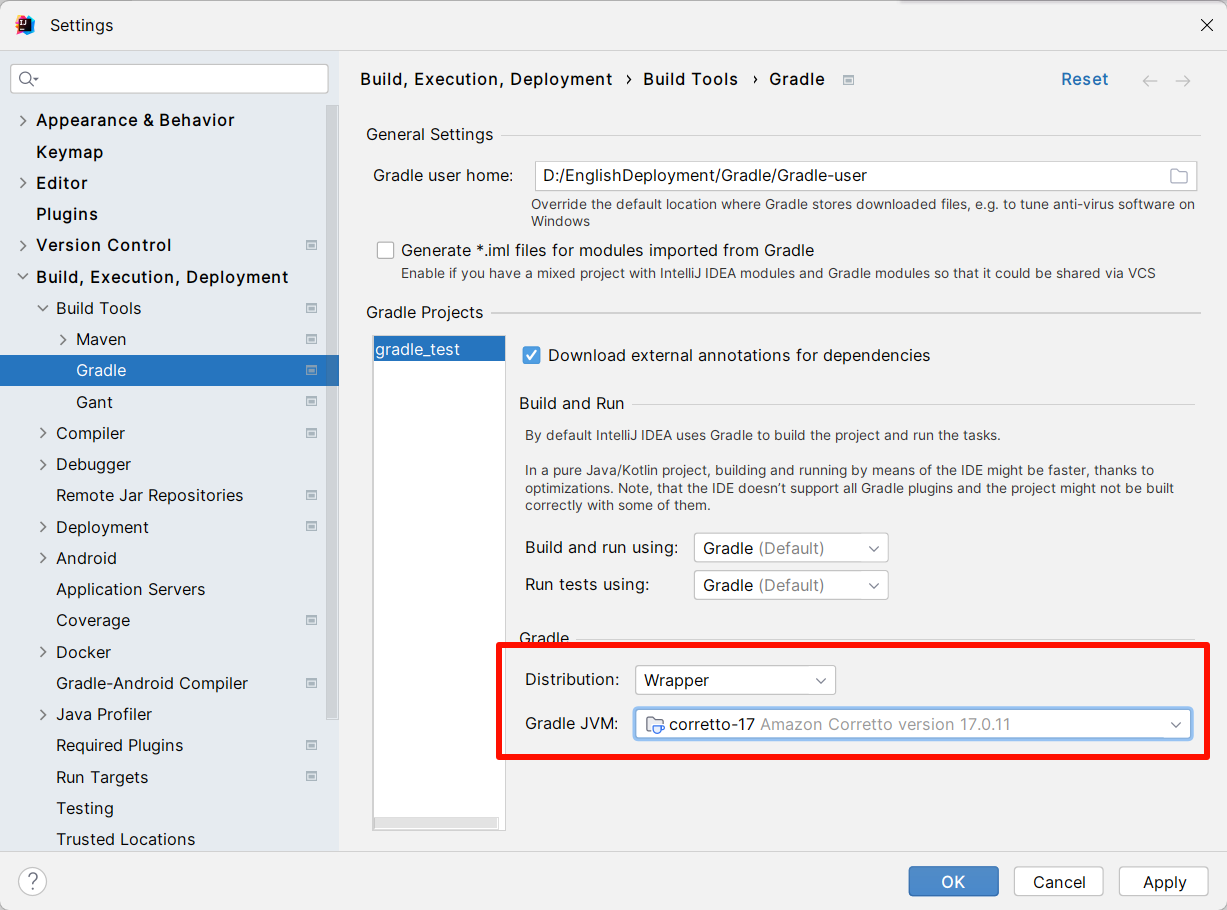 Settings
Build, Execution, Deployment › Build Tools › Gradle
Reset
Appearance & Behavior
Keymap
Editor
Plugins
Version Control
Build, Execution, Deployment
Build Tools
Maven
Gradle
Gant
Compiler
Debugger
Remote Jar Repositories
Deployment
Android
Application Servers
Coverage
Docker
Gradle-Android Compiler
Java Profiler
Required Plugins
Run Targets
Testing
Trusted Locations
General Settings
Gradle user home: D:/EnglishDeployment/Gradle/Gradle-user
Override the default location where Gradle stores downloaded files, e.g. to tune anti-virus software on
Windows
Generate *.iml files for modules imported from Gradle
Enable if you have a mixed project with IntelliJ IDEA modules and Gradle modules so that it could be shared via VCS
Gradle Projects
gradle_test
Download external annotations for dependencies
Build and Run
By default IntelliJ IDEA uses Gradle to build the project and run the tasks.
In a pure Java/Kotlin project, building and running by means of the IDE might be faster, thanks to
optimizations. Note, that the IDE doesn't support all Gradle plugins and the project might not be built
correctly with some of them.
Build and run using: Gradle (Default)
Run tests using: Gradle (Default)
Gradle
Distribution: Wrapper
Gradle JVM: corretto-17 Amazon Corretto version 17.0.11
?
OK
Cancel
Apply